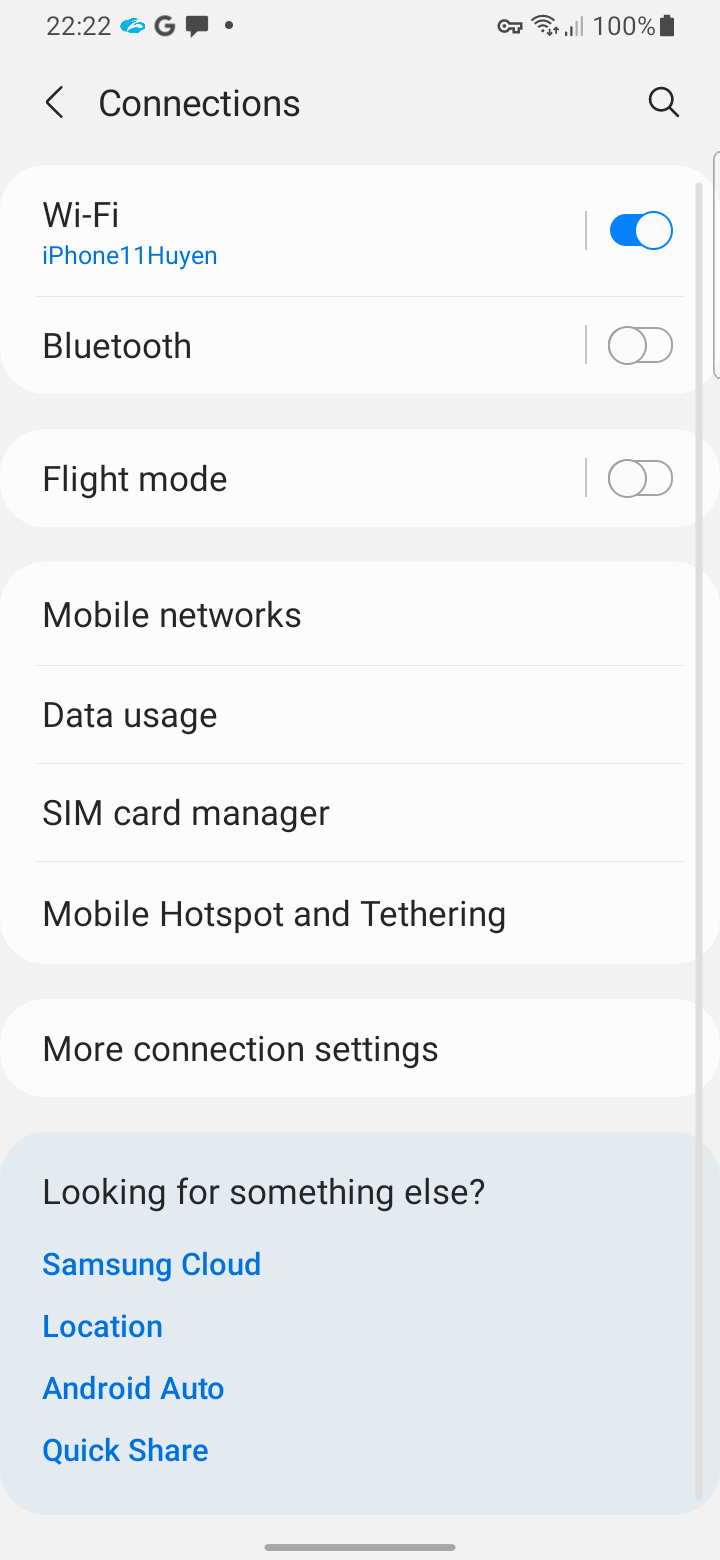 22:22
100%
Connections
Wi-Fi
iPhone11Huyen
Bluetooth
Flight mode
Mobile networks
Data usage
SIM card manager
Mobile Hotspot and Tethering
More connection settings
Looking for something else?
Samsung Cloud
Location
Android Auto
Quick Share